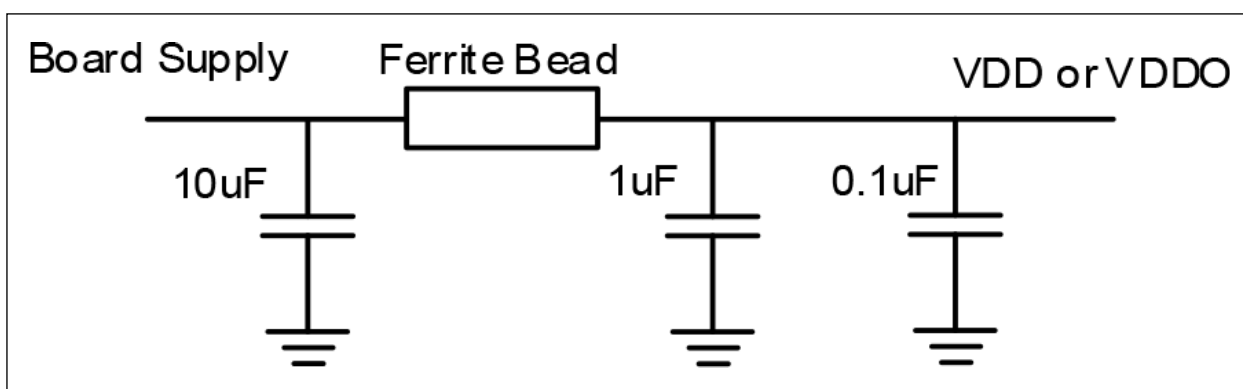 Board Supply
Ferrite Bead
VDD or VDDO
10uF
1uF
0.1uF